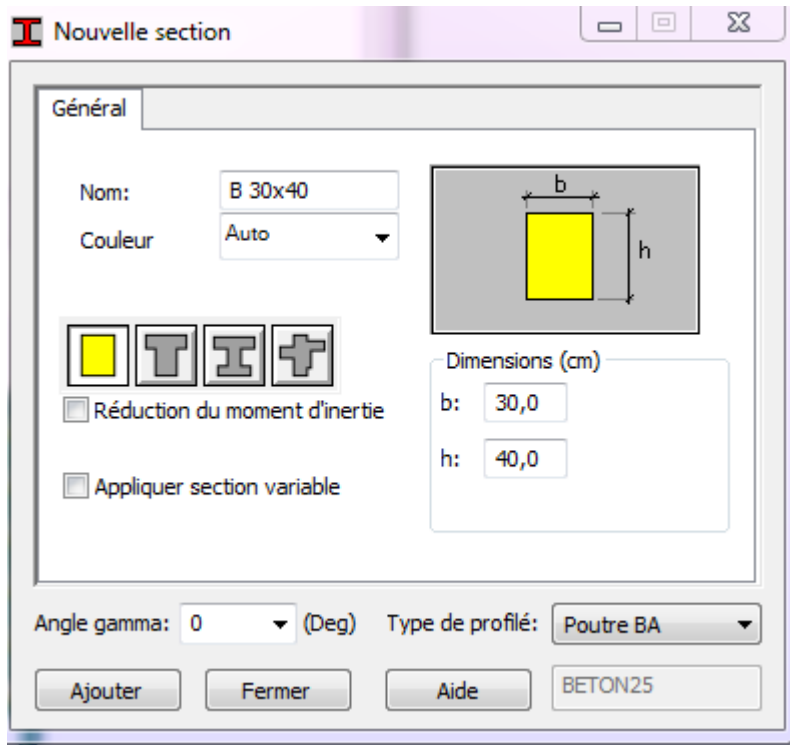 Nouvelle section
Général
Nom: B 30x40
Couleur Auto
b
h
Réduction du moment d'inertie
Appliquer section variable
Dimensions (cm)
b: 30,0
h: 40,0
Angle gamma: 0 (Deg) Type de profilé: Poutre BA
Ajouter Fermer Aide BETON25